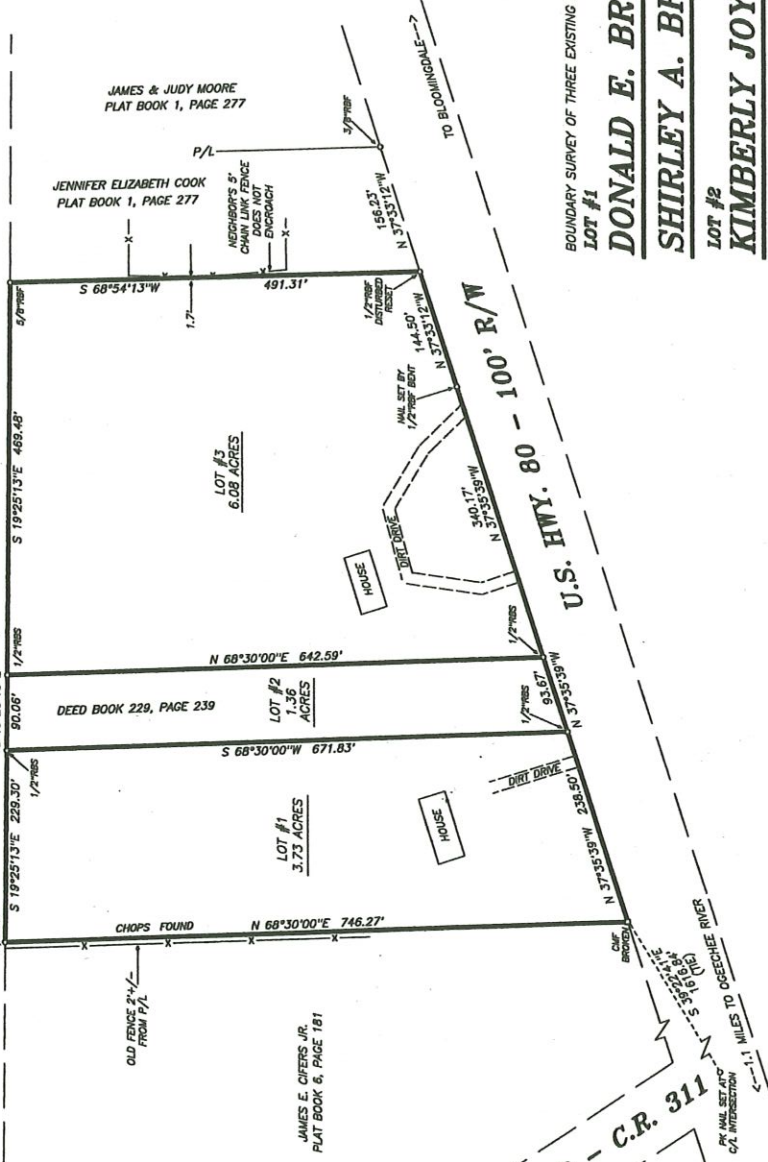 JAMES & JUDY MOORE
PLAT BOOK 1, PAGE 277
P/L
3/8"RBF
TO BLOOMINGDALE--->
JENNIFER ELIZABETH COOK
PLAT BOOK 1, PAGE 277
NEIGHBOR'S 5'
CHAIN LINK FENCE
DOES NOT
ENCROACH
156.23'
N 37°33'12"W
5/8"RBF
S 68°54'13"W 491.31'
1.7'
1/2"RBF
DISTURBED
RESET
144.50'
N 37°33'12"W
NAIL SET BY
1/2"RBF BENT
S 19°25'13"E 469.48'
LOT #3
6.08 ACRES
HOUSE
DIRT DRIVE
340.17'
N 37°35'39"W
U.S. HWY. 80 - 100' R/W
1/2"RBS
N 68°30'00"E 642.59'
1/2"RBS
90.06'
DEED BOOK 229, PAGE 239
LOT #2
1.36
ACRES
1/2"RBS
93.67'
N 37°35'39"W
1/2"RBS
S 68°30'00"W 671.83'
S 19°25'13"E 229.30'
LOT #1
3.73 ACRES
HOUSE
DIRT DRIVE
238.50'
N 37°35'39"W
CHOPS FOUND N 68°30'00"E 746.27'
CMF
BROKEN
OLD FENCE 2'+/-
FROM P/L
JAMES E. CIFERS JR.
PLAT BOOK 6, PAGE 181
S 39°22'41"E
1616.84'
(TIE)
<---1.1 MILES TO OGEECHEE RIVER
PK NAIL SET AT
C/L INTERSECTION
- C.R. 311
BOUNDARY SURVEY OF THREE EXISTING
LOT #1
DONALD E. BR
SHIRLEY A. BR
LOT #2
KIMBERLY JOY